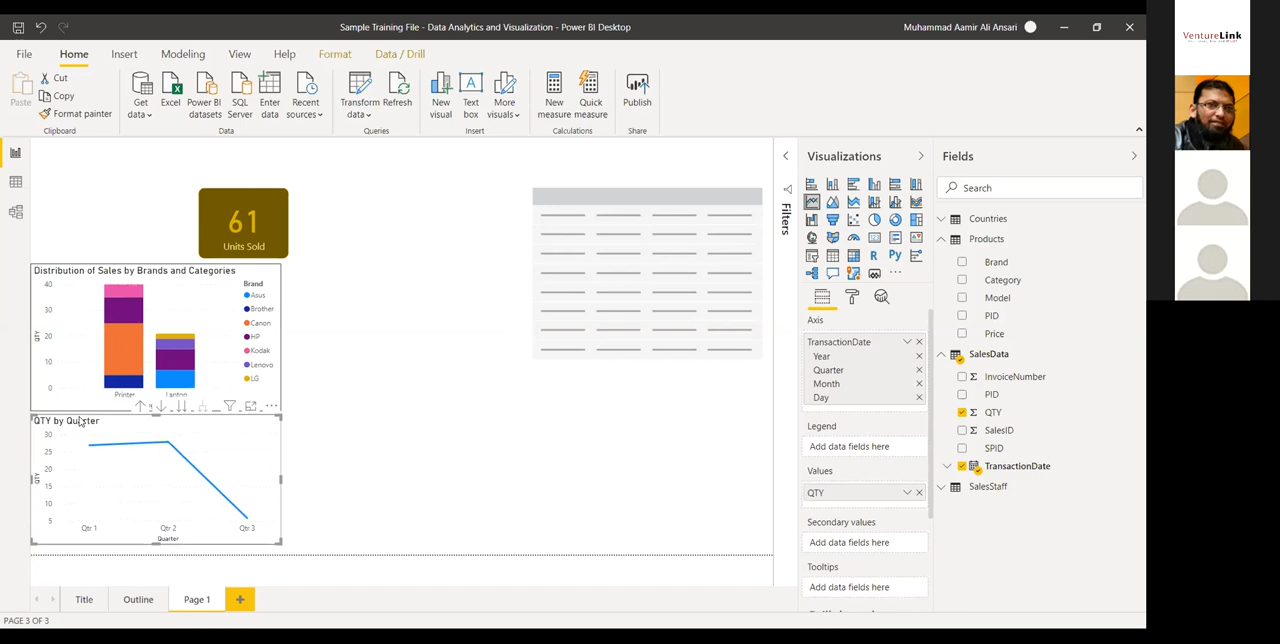 Sample Training File - Data Analytics and Visualization - Power BI Desktop
Muhammad Aamir Ali Ansari
File Home Insert Modeling View Help Format Data / Drill
Paste
Cut
Copy
Format painter
Clipboard
Get data
Excel
Power BI datasets
SQL Server
Enter data
Recent sources
Data
Transform data
Refresh
Queries
New visual
Text box
More visuals
Insert
New measure
Quick measure
Calculations
Publish
Share
61
Units Sold
Distribution of Sales by Brands and Categories
QTY
40
30
20
10
0
Printer
Laptop
Brand
Asus
Brother
Canon
HP
Kodak
Lenovo
LG
QTY by Quarter
QTY
30
25
20
15
10
5
Qtr 1
Qtr 2
Qtr 3
Quarter
Filters
Visualizations
R
Py
Axis
TransactionDate
Year
Quarter
Month
Day
Legend
Add data fields here
Values
QTY
Secondary values
Add data fields here
Tooltips
Add data fields here
Fields
Search
Countries
Products
Brand
Category
Model
PID
Price
SalesData
Σ InvoiceNumber
PID
Σ QTY
Σ SalesID
SPID
TransactionDate
SalesStaff
Title
Outline
Page 1
PAGE 3 OF 3
VentureLink